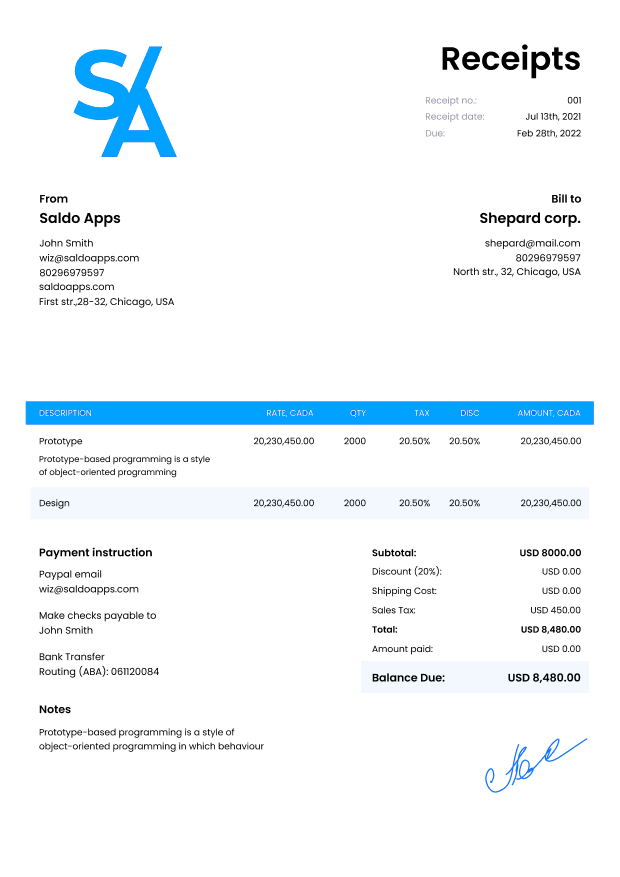 SA
Receipts
Receipt no.: 001
Receipt date: Jul 13th, 2021
Due: Feb 28th, 2022
From
Saldo Apps
John Smith
wiz@saldoapps.com
80296979597
saldoapps.com
First str.,28-32, Chicago, USA
Bill to
Shepard corp.
shepard@mail.com
80296979597
North str., 32, Chicago, USA
DESCRIPTION RATE, CADA QTY TAX DISC AMOUNT, CADA
Prototype 20,230,450.00 2000 20.50% 20.50% 20,230,450.00
Prototype-based programming is a style
of object-oriented programming
Design 20,230,450.00 2000 20.50% 20.50% 20,230,450.00
Payment instruction
Paypal email
wiz@saldoapps.com
Make checks payable to
John Smith
Bank Transfer
Routing (ABA): 061120084
Subtotal: USD 8000.00
Discount (20%): USD 0.00
Shipping Cost: USD 0.00
Sales Tax: USD 450.00
Total: USD 8,480.00
Amount paid: USD 0.00
Balance Due: USD 8,480.00
Notes
Prototype-based programming is a style of
object-oriented programming in which behaviour